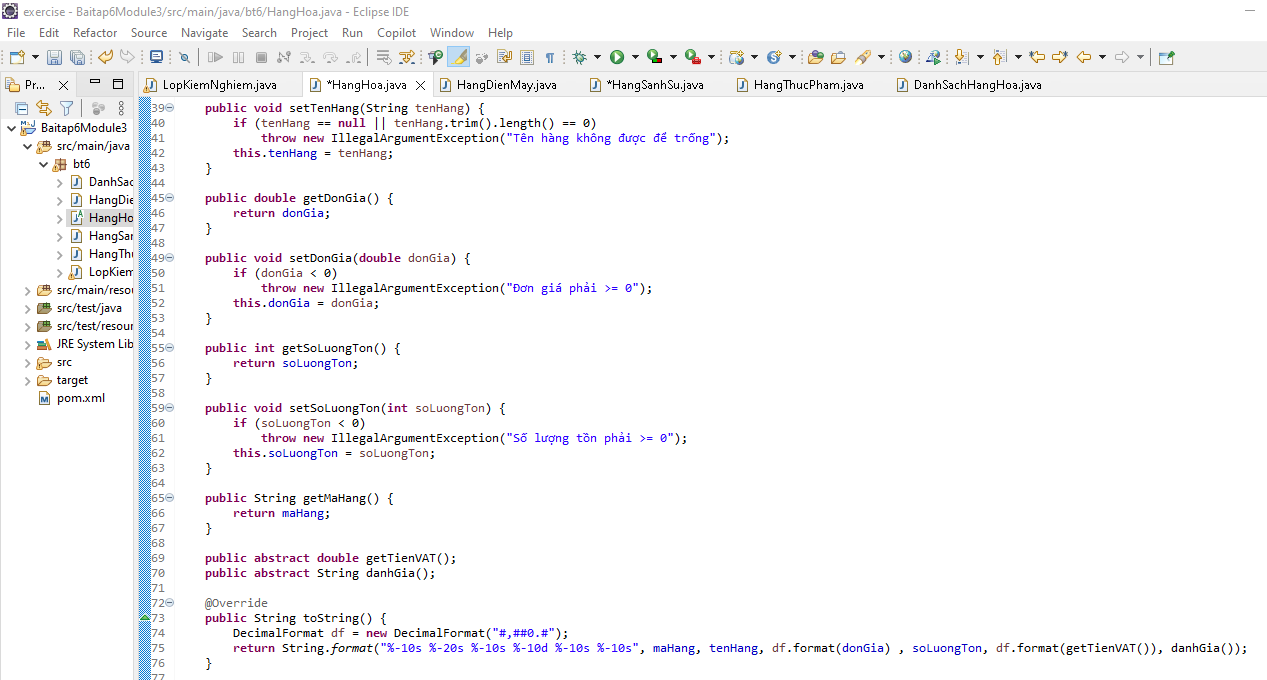 exercise - Baitap6Module3/src/main/java/bt6/HangHoa.java - Eclipse IDE
File Edit Refactor Source Navigate Search Project Run Copilot Window Help
Pr... LopKiemNghiem.java *HangHoa.java HangDienMay.java *HangSanhSu.java HangThucPham.java DanhSachHangHoa.java
Baitap6Module3
src/main/java
bt6
DanhSac
HangDie
HangHo
HangSar
HangThu
LopKiem
src/main/resou
src/test/java
src/test/resour
JRE System Lib
src
target
pom.xml
39 public void setTenHang(String tenHang) {
40 if (tenHang == null || tenHang.trim().length() == 0)
41 throw new IllegalArgumentException("Tên hàng không được để trống");
42 this.tenHang = tenHang;
43 }
44
45 public double getDonGia() {
46 return donGia;
47 }
48
49 public void setDonGia(double donGia) {
50 if (donGia < 0)
51 throw new IllegalArgumentException("Đơn giá phải >= 0");
52 this.donGia = donGia;
53 }
54
55 public int getSoLuongTon() {
56 return soLuongTon;
57 }
58
59 public void setSoLuongTon(int soLuongTon) {
60 if (soLuongTon < 0)
61 throw new IllegalArgumentException("Số lượng tồn phải >= 0");
62 this.soLuongTon = soLuongTon;
63 }
64
65 public String getMaHang() {
66 return maHang;
67 }
68
69 public abstract double getTienVAT();
70 public abstract String danhGia();
71
72 @Override
73 public String toString() {
74 DecimalFormat df = new DecimalFormat("#,##0.#");
75 return String.format("%-10s %-20s %-10s %-10d %-10s %-10s", maHang, tenHang, df.format(donGia) , soLuongTon, df.format(getTienVAT()), danhGia());
76 }
77